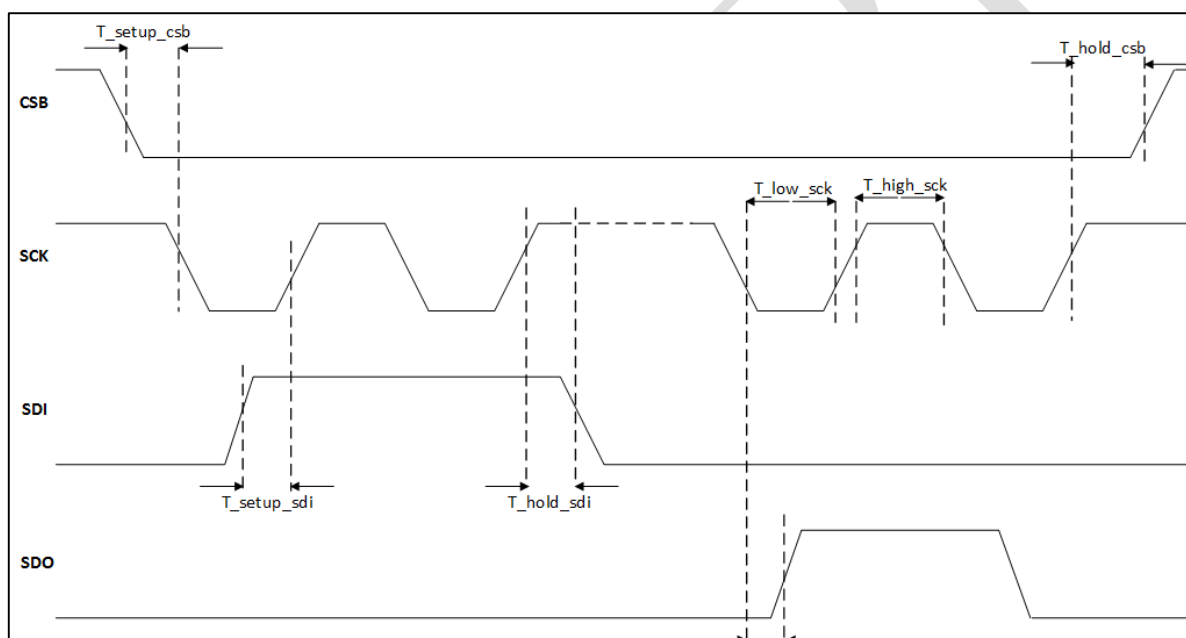 T_setup_csb
T_hold_csb
CSB
T_low_sck
T_high_sck
SCK
SDI
T_setup_sdi
T_hold_sdi
SDO